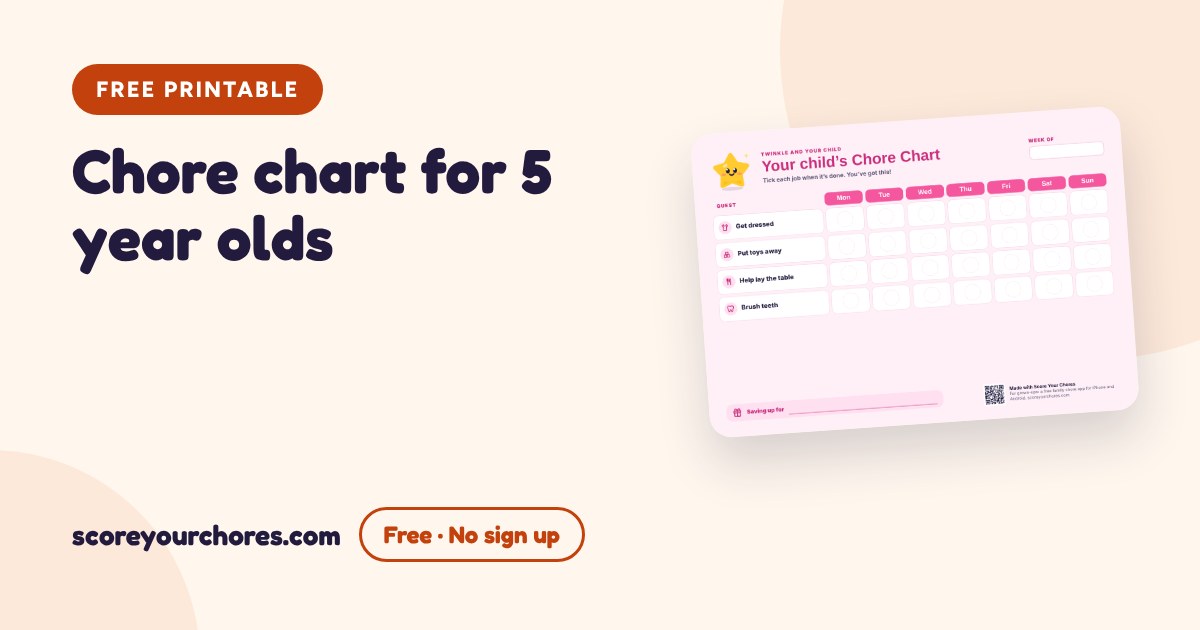 FREE PRINTABLE
Chore chart for 5
year olds
TWINKLE AND YOUR CHILD
Your child's Chore Chart
Tick each job when it's done. You've got this!
WEEK OF
QUEST
Mon Tue Wed Thu Fri Sat Sun
Get dressed
Put toys away
Help lay the table
Brush teeth
Saving up for
Made with Score Your Chores
scoreyourchores.com
Free · No sign up